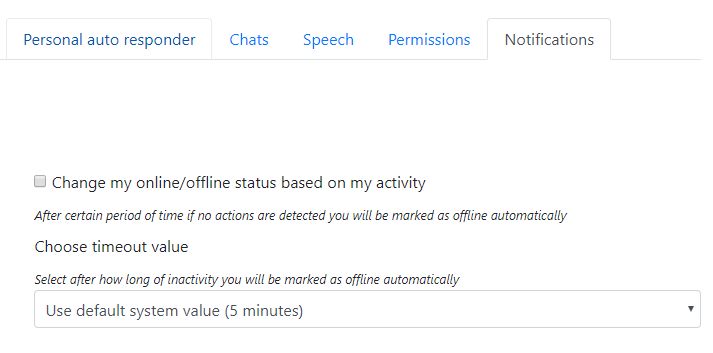 Personal auto responder Chats Speech Permissions Notifications
Change my online/offline status based on my activity
After certain period of time if no actions are detected you will be marked as offline automatically
Choose timeout value
Select after how long of inactivity you will be marked as offline automatically
Use default system value (5 minutes)